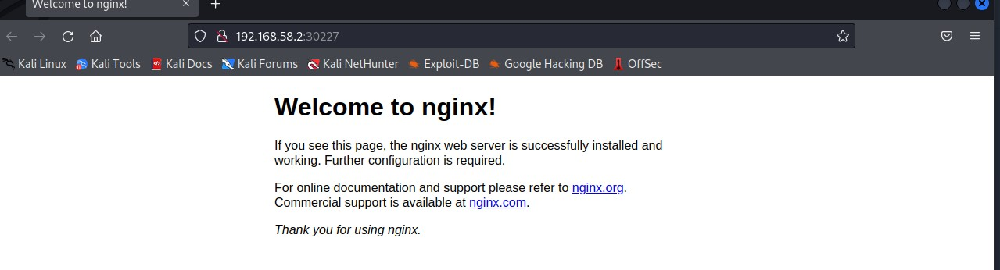 Welcome to nginx!
192.168.58.2:30227
Kali Linux Kali Tools Kali Docs Kali Forums Kali NetHunter Exploit-DB Google Hacking DB OffSec
Welcome to nginx!
If you see this page, the nginx web server is successfully installed and
working. Further configuration is required.
For online documentation and support please refer to nginx.org.
Commercial support is available at nginx.com.
Thank you for using nginx.